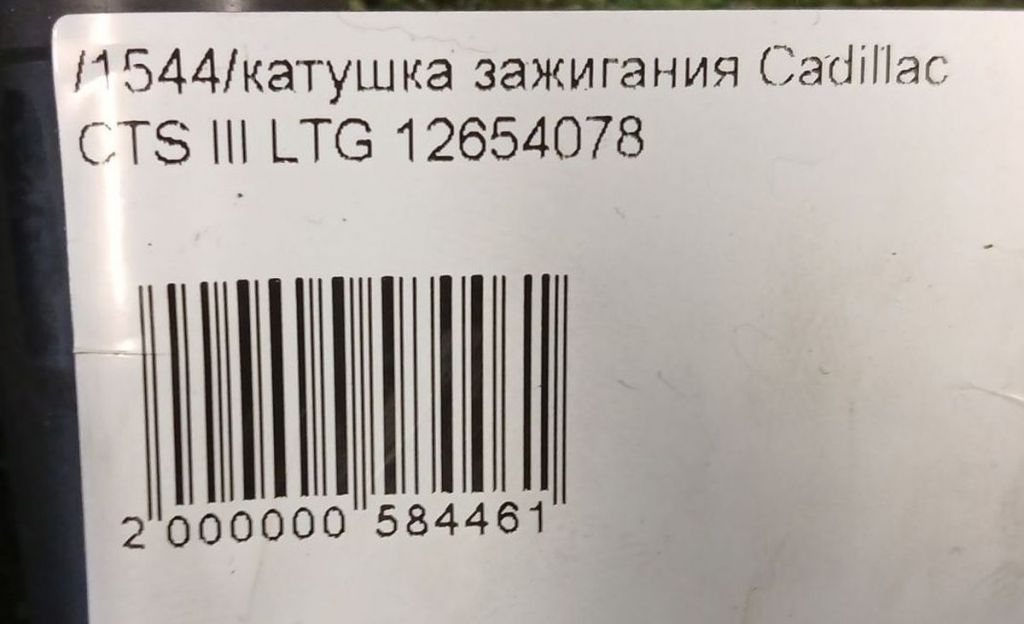 /1544/катушка зажигания Cadillac
CTS III LTG 12654078
2 000000 584461